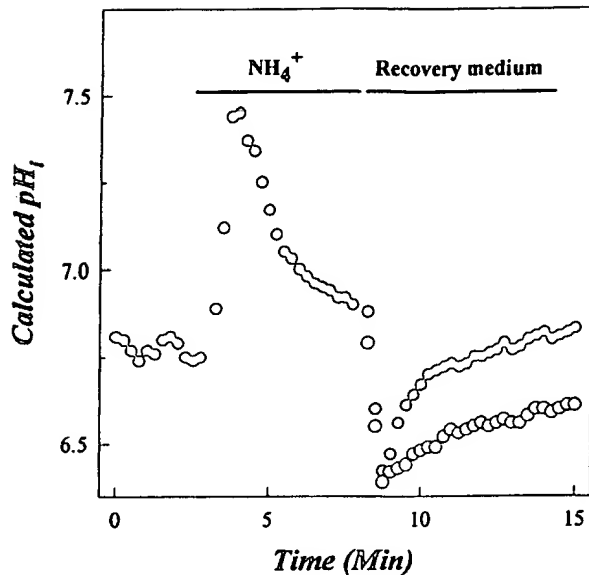 NH₄⁺ Recovery medium
7.5
7.0
6.5
Calculated pHᵢ
0 5 10 15
Time (Min)